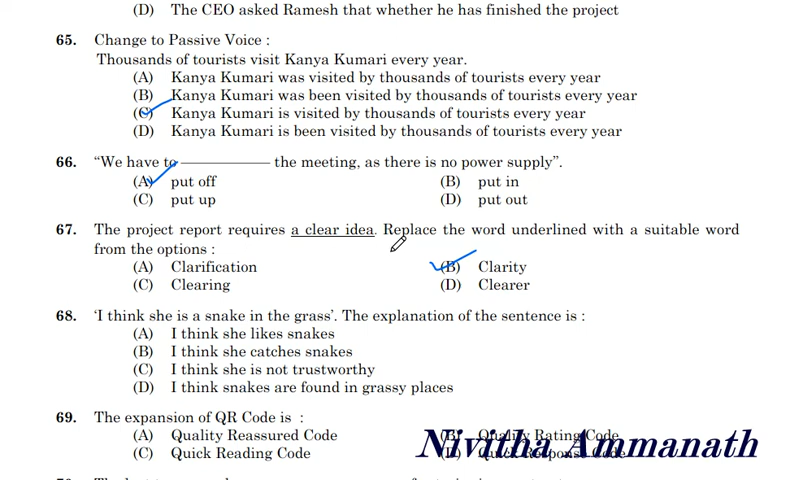 (D) The CEO asked Ramesh that whether he has finished the project
65. Change to Passive Voice :
Thousands of tourists visit Kanya Kumari every year.
(A) Kanya Kumari was visited by thousands of tourists every year
(B) Kanya Kumari was been visited by thousands of tourists every year
(C) Kanya Kumari is visited by thousands of tourists every year
(D) Kanya Kumari is been visited by thousands of tourists every year
66. “We have to ————— the meeting, as there is no power supply”.
(A) put off (B) put in
(C) put up (D) put out
67. The project report requires a clear idea. Replace the word underlined with a suitable word
from the options :
(A) Clarification (B) Clarity
(C) Clearing (D) Clearer
68. ‘I think she is a snake in the grass’. The explanation of the sentence is :
(A) I think she likes snakes
(B) I think she catches snakes
(C) I think she is not trustworthy
(D) I think snakes are found in grassy places
69. The expansion of QR Code is :
(A) Quality Reassured Code (B) Quality Rating Code
(C) Quick Reading Code (D) Quick Response Code
Nivitha Ammanath